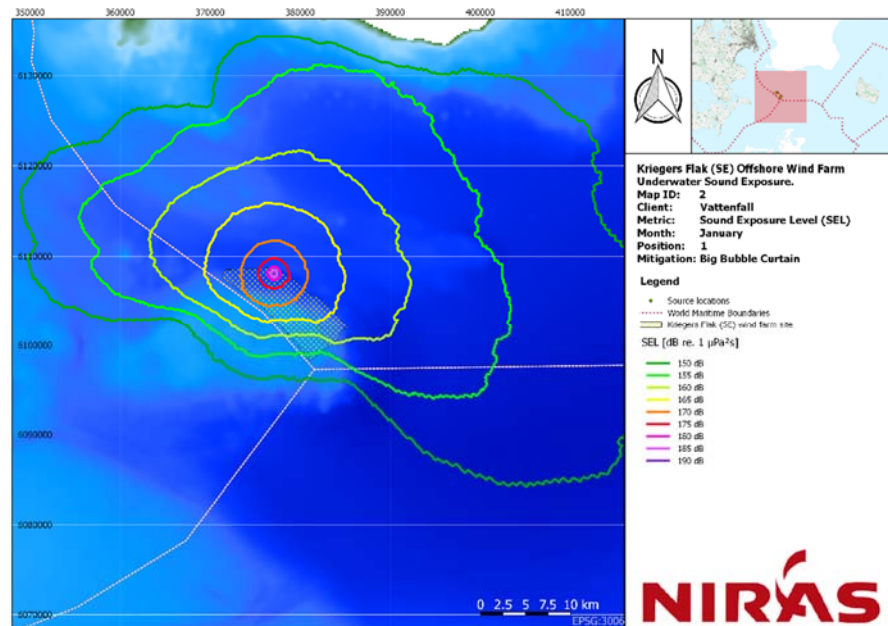 350000 360000 370000 380000 390000 400000 410000
6130000
6120000
6110000
6100000
6090000
6080000
6070000
0 2.5 5 7.5 10 km
EPSG:3006
N
Kriegers Flak (SE) Offshore Wind Farm
Underwater Sound Exposure.
Map ID: 2
Client: Vattenfall
Metric: Sound Exposure Level (SEL)
Month: January
Position: 1
Mitigation: Big Bubble Curtain
Legend
Source locations
World Maritime Boundaries
Kriegers Flak (SE) wind farm site
SEL [dB re. 1 µPa²s]
150 dB
155 dB
160 dB
165 dB
170 dB
175 dB
180 dB
185 dB
190 dB
NIRAS